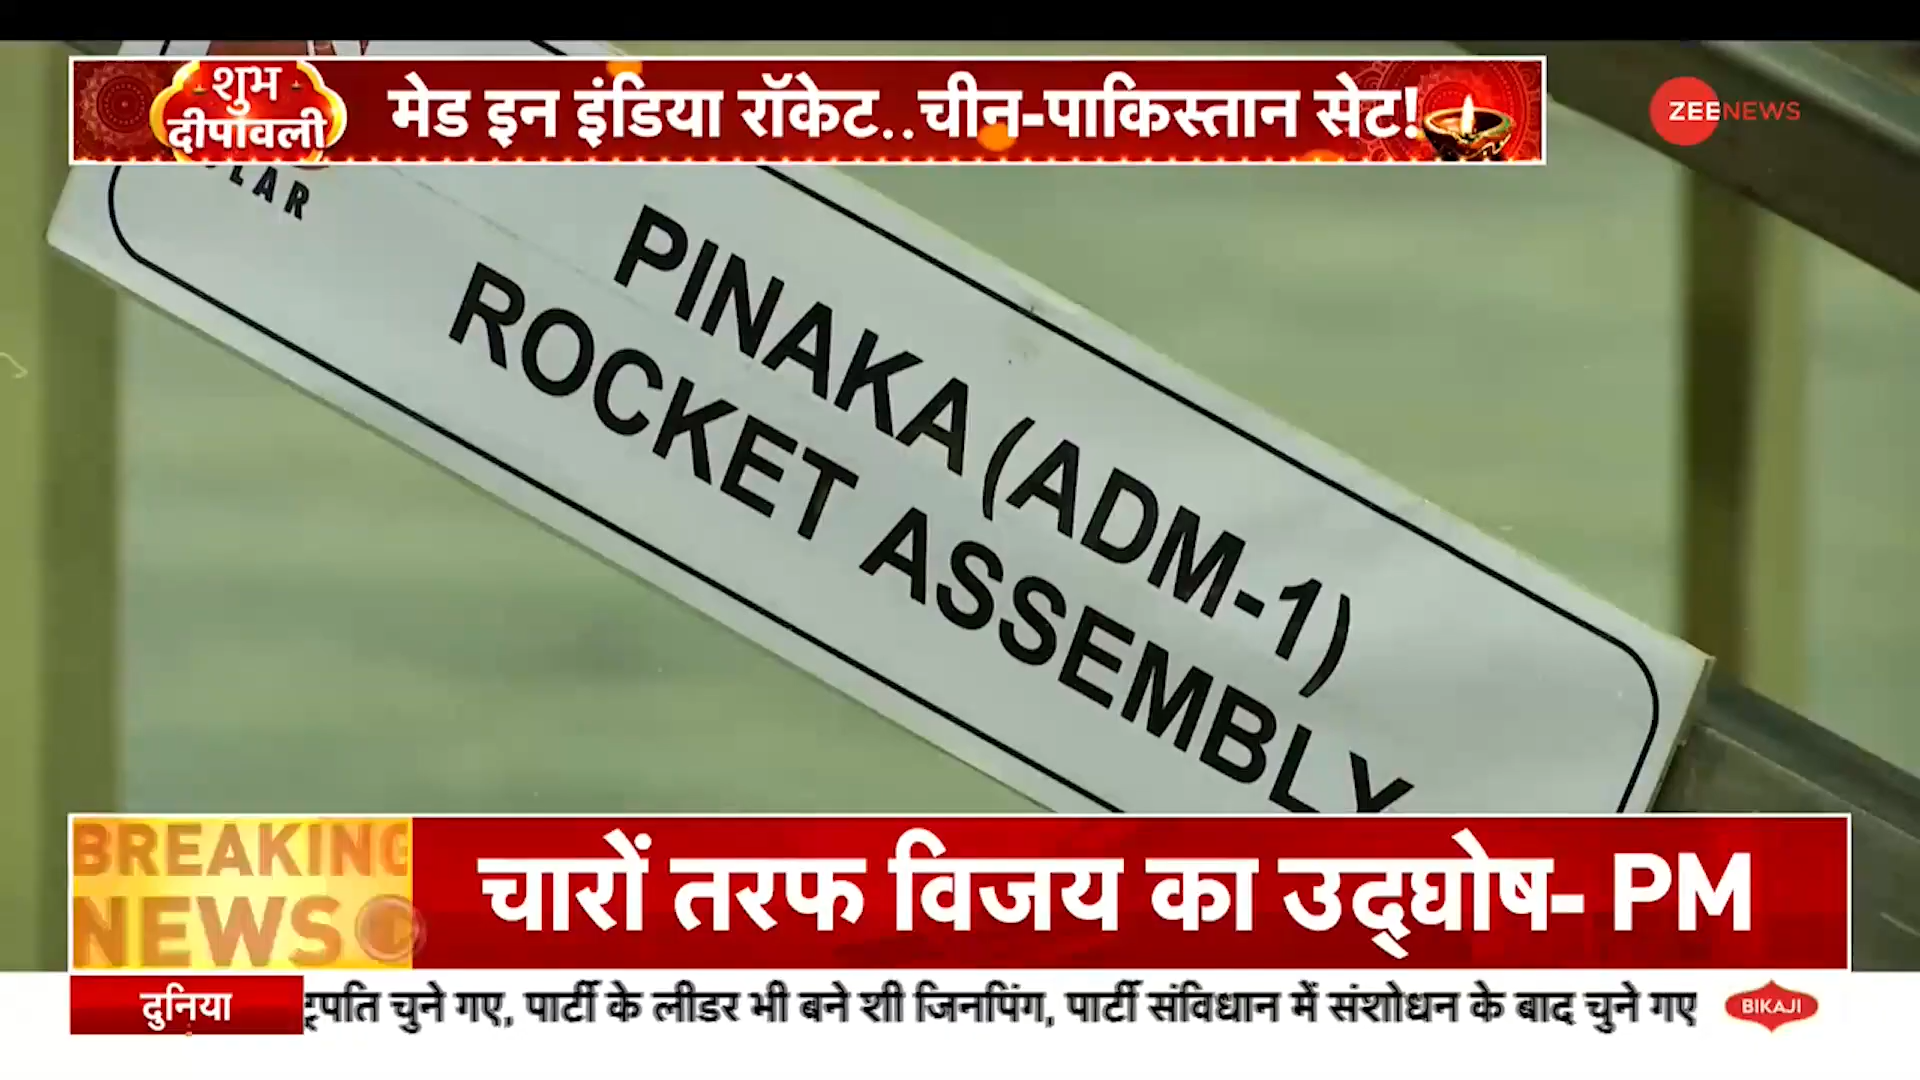 शुभ
दीपावली
मेड इन इंडिया रॉकेट..चीन-पाकिस्तान सेट!
ZEENEWS
LAR
PINAKA (ADM-1)
ROCKET ASSEMBLY
BREAKING
NEWS
चारों तरफ विजय का उद्घोष- PM
दुनिया
ट्रपति चुने गए, पार्टी के लीडर भी बने शी जिनपिंग, पार्टी संविधान में संशोधन के बाद चुने गए
BIKAJI